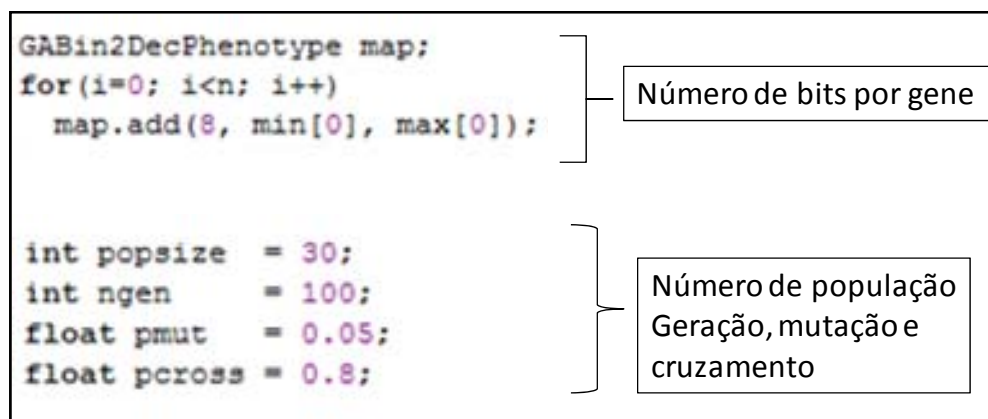 GABin2DecPhenotype map;
for(i=0; i<n; i++)
map.add(8, min[0], max[0]);
Número de bits por gene
int popsize = 30;
int ngen = 100;
float pmut = 0.05;
float pcross = 0.8;
Número de população
Geração, mutação e
cruzamento